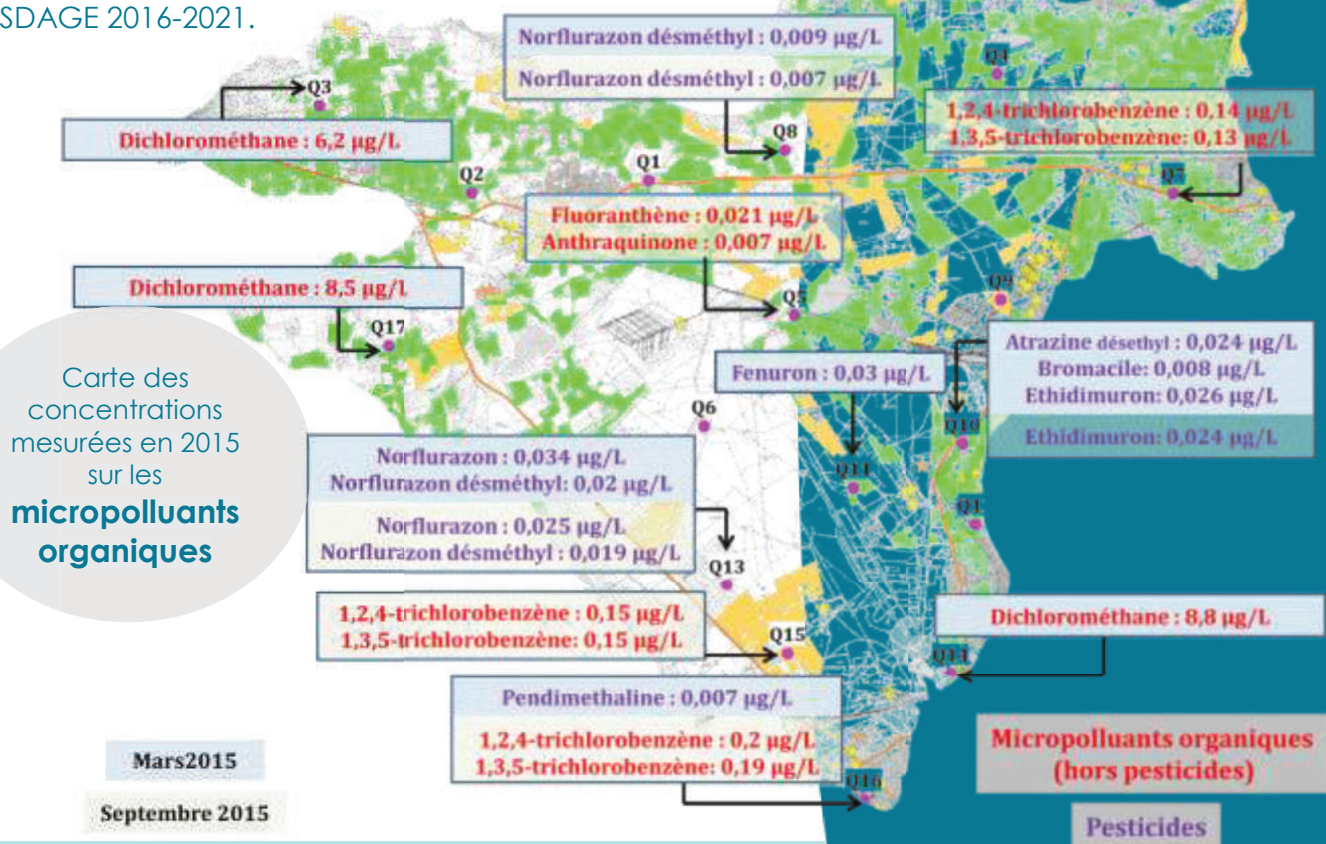 SDAGE 2016-2021.
Norflurazon désméthyl : 0,009 µg/L
Norflurazon désméthyl : 0,007 µg/L
Q4
Q3
1,2,4-trichlorobenzène : 0,14 µg/L
1,3,5-trichlorobenzène: 0,13 µg/L
Dichlorométhane : 6,2 µg/L
Q8
Q1
Q2
Q7
Fluoranthène : 0,021 µg/L
Anthraquinone : 0,007 µg/L
Dichlorométhane : 8,5 µg/L
Q5
Q9
Q17
Carte des
concentrations
mesurées en 2015
sur les
micropolluants
organiques
Atrazine désethyl : 0,024 µg/L
Bromacile: 0,008 µg/L
Ethidimuron: 0,026 µg/L
Ethidimuron: 0,024 µg/L
Fenuron : 0,03 µg/L
Q6
Q10
Norflurazon : 0,034 µg/L
Norflurazon désméthyl: 0,02 µg/L
Norflurazon : 0,025 µg/L
Norflurazon désméthyl : 0,019 µg/L
Q11
Q1
Q13
1,2,4-trichlorobenzène : 0,15 µg/L
1,3,5-trichlorobenzène: 0,15 µg/L
Dichlorométhane : 8,8 µg/L
Q15
Q14
Pendimethaline : 0,007 µg/L
1,2,4-trichlorobenzène : 0,2 µg/L
1,3,5-trichlorobenzène: 0,19 µg/L
Q16
Mars2015
Septembre 2015
Micropolluants organiques
(hors pesticides)
Pesticides